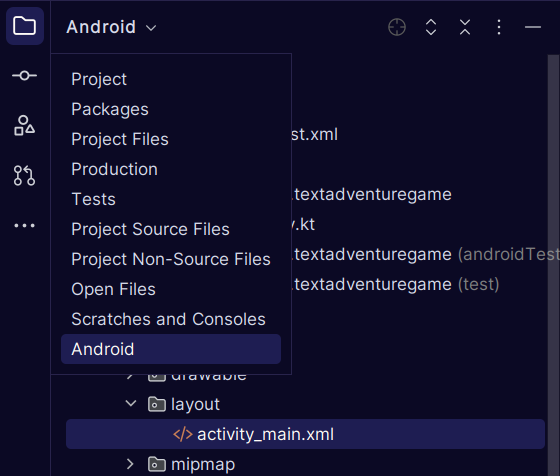 Android
Project
Packages
Project Files
st.xml
Production
Tests
.textadventuregame
Project Source Files
.kt
Project Non-Source Files
.textadventuregame (androidTest
Open Files
.textadventuregame (test)
Scratches and Consoles
Android
drawable
layout
</> activity_main.xml
mipmap